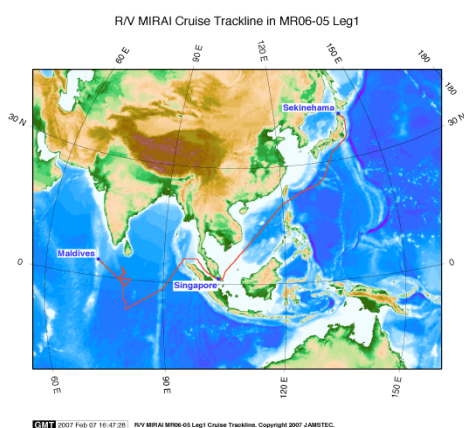 R/V MIRAI Cruise Trackline in MR06-05 Leg1
60 E
90 E
120 E
150 E
180
180
30 N
30 N
Sekinehama
Maldives
Singapore
0
0
60 E
90 E
120 E
150 E
GMT 2007 Feb 07 16:47:28 R/V MIRAI MR06-05 Leg1 Cruise Trackline. Copyright 2007 JAMSTEC.